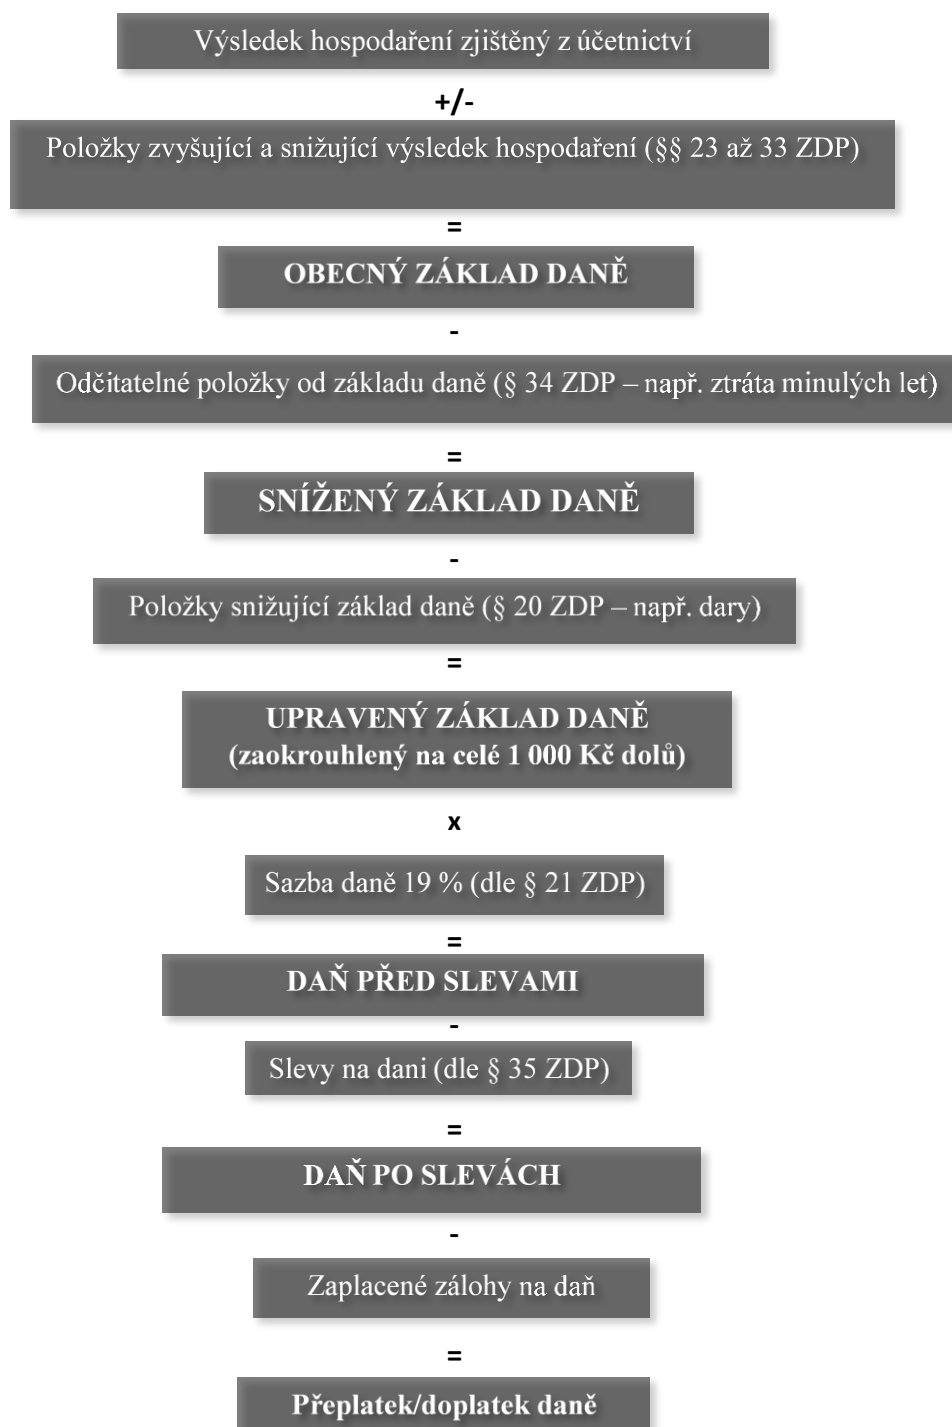 Výsledek hospodaření zjištěný z účetnictví
+/-
Položky zvyšující a snižující výsledek hospodaření (§§ 23 až 33 ZDP)
=
OBECNÝ ZÁKLAD DANĚ
-
Odčitatelné položky od základu daně (§ 34 ZDP – např. ztráta minulých let)
=
SNÍŽENÝ ZÁKLAD DANĚ
-
Položky snižující základ daně (§ 20 ZDP – např. dary)
=
UPRAVENÝ ZÁKLAD DANĚ
(zaokrouhlený na celé 1 000 Kč dolů)
x
Sazba daně 19 % (dle § 21 ZDP)
=
DAŇ PŘED SLEVAMI
-
Slevy na dani (dle § 35 ZDP)
=
DAŇ PO SLEVÁCH
-
Zaplacené zálohy na daň
=
Přeplatek/doplatek daně